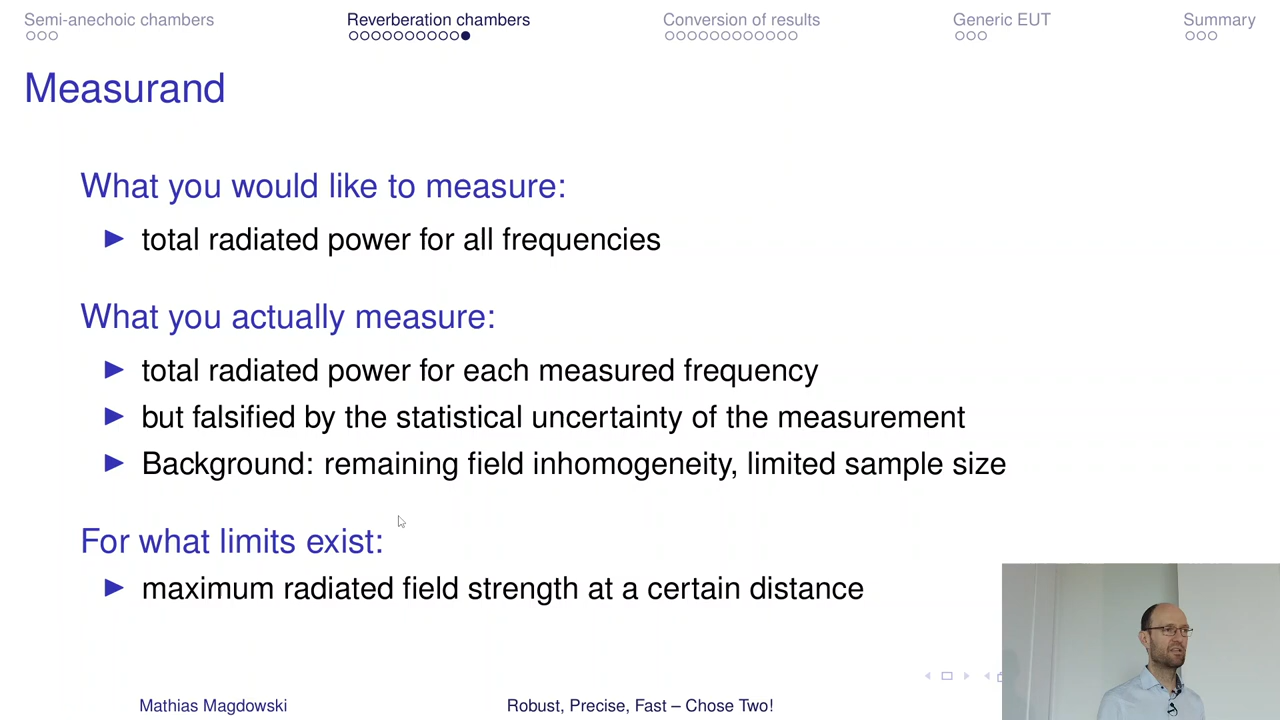 Semi-anechoic chambers Reverberation chambers Conversion of results Generic EUT Summary
Measurand
What you would like to measure:
total radiated power for all frequencies
What you actually measure:
total radiated power for each measured frequency
but falsified by the statistical uncertainty of the measurement
Background: remaining field inhomogeneity, limited sample size
For what limits exist:
maximum radiated field strength at a certain distance
Mathias Magdowski Robust, Precise, Fast – Chose Two!